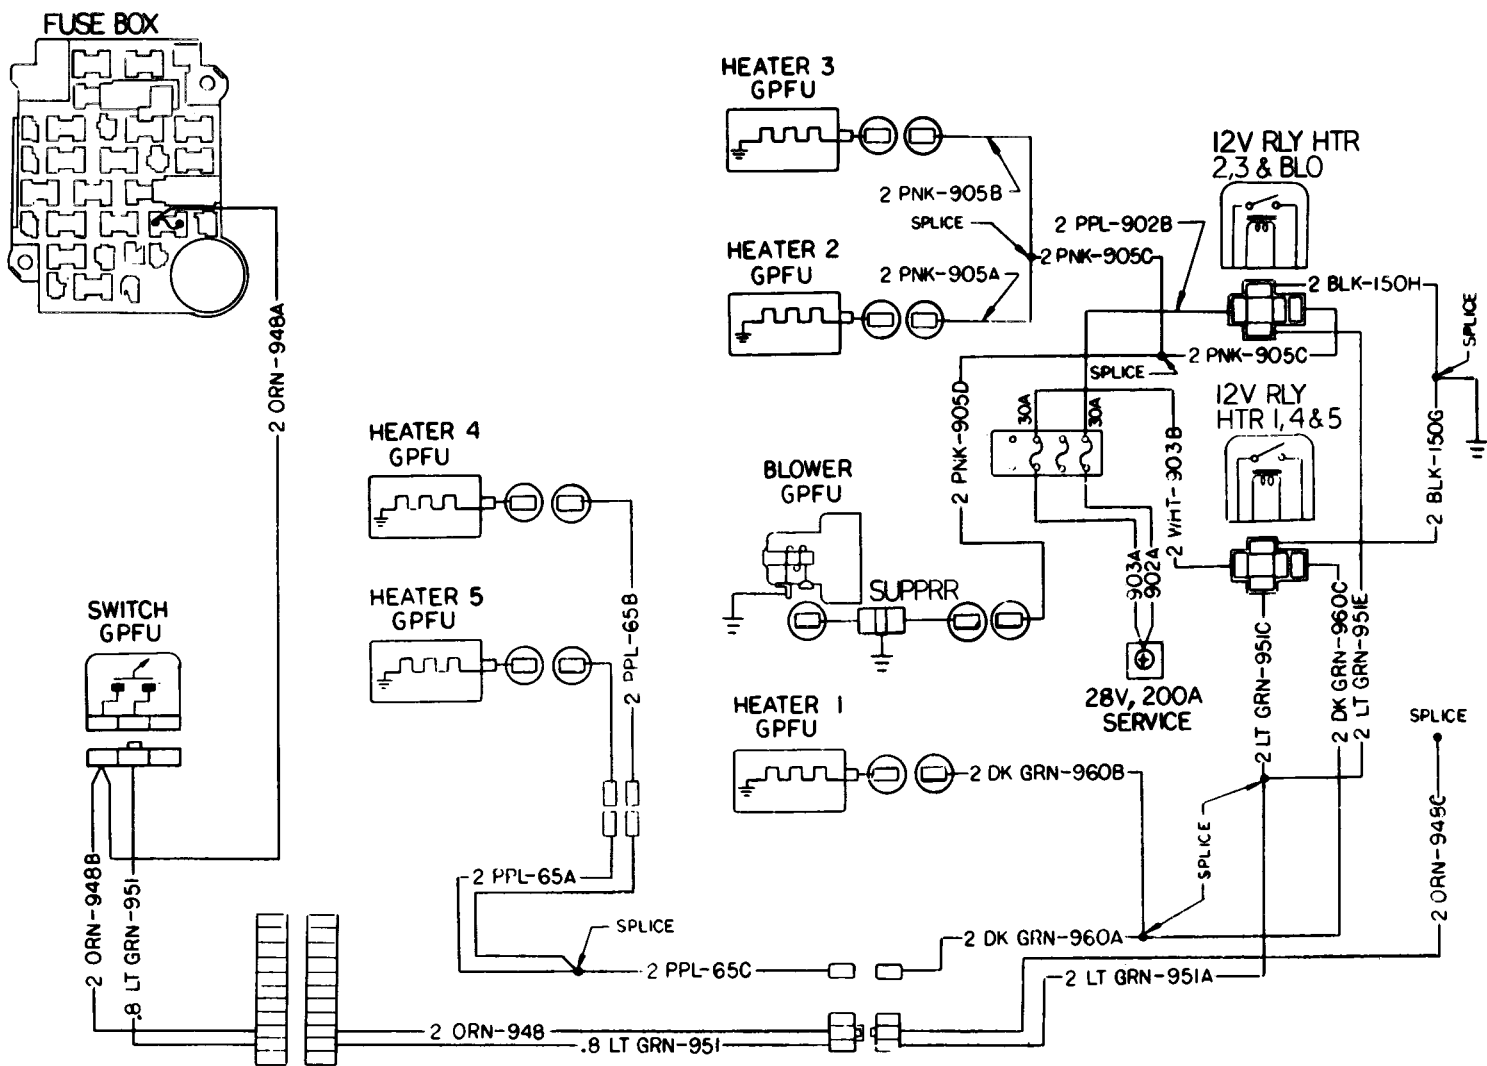 FUSE BOX
2 ORN-948A
HEATER 3
GPFU
2 PNK-905B
SPLICE
HEATER 2
GPFU
2 PNK-905A
2 PPL-902B
2 PNK-905C
12V RLY HTR
2,3 & BLO
2 BLK-150H
SPLICE
2 PNK-905C
SPLICE
12V RLY
HTR 1,4&5
30A
30A
2 PNK-905D
2 WHT-903B
2 BLK-150G
HEATER 4
GPFU
BLOWER
GPFU
SUPPRR
903A
902A
28V, 200A
SERVICE
HEATER 5
GPFU
2 PPL-65B
SWITCH
GPFU
HEATER 1
GPFU
2 DK GRN-960B
2 LT GRN-951C
2 DK GRN-960C
2 LT GRN-951E
SPLICE
SPLICE
2 ORN-948C
2 ORN-948B
.8 LT GRN-951
2 PPL-65A
SPLICE
2 PPL-65C
2 DK GRN-960A
2 LT GRN-951A
2 ORN-948
.8 LT GRN-951